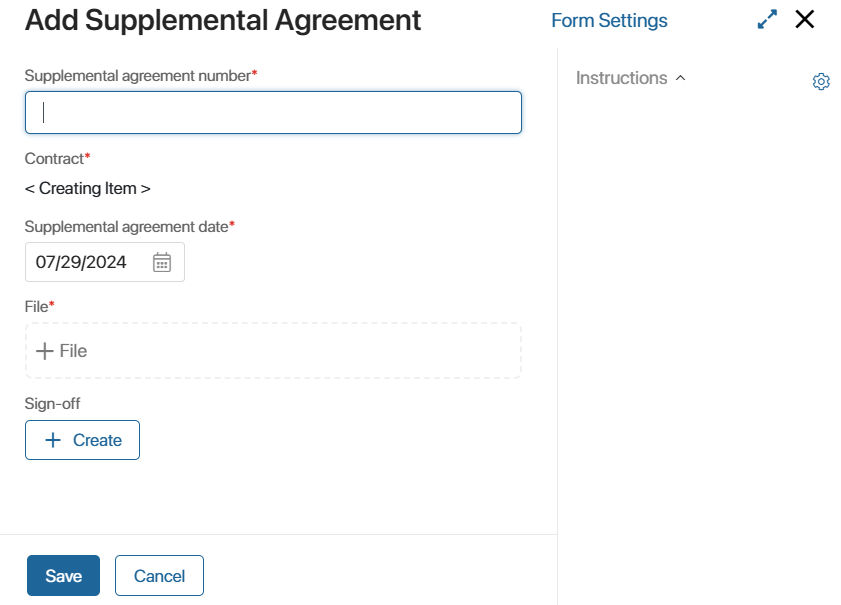 Add Supplemental Agreement
Form Settings
Supplemental agreement number*
Contract*
< Creating Item >
Supplemental agreement date*
07/29/2024
File*
+ File
Sign-off
+ Create
Save
Cancel
Instructions